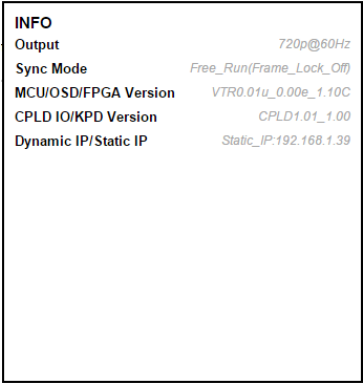 INFO
Output 720p@60Hz
Sync Mode Free_Run(Frame_Lock_Off)
MCU/OSD/FPGA Version VTR0.01u_0.00e_1.10C
CPLD IO/KPD Version CPLD1.01_1.00
Dynamic IP/Static IP Static_IP:192.168.1.39